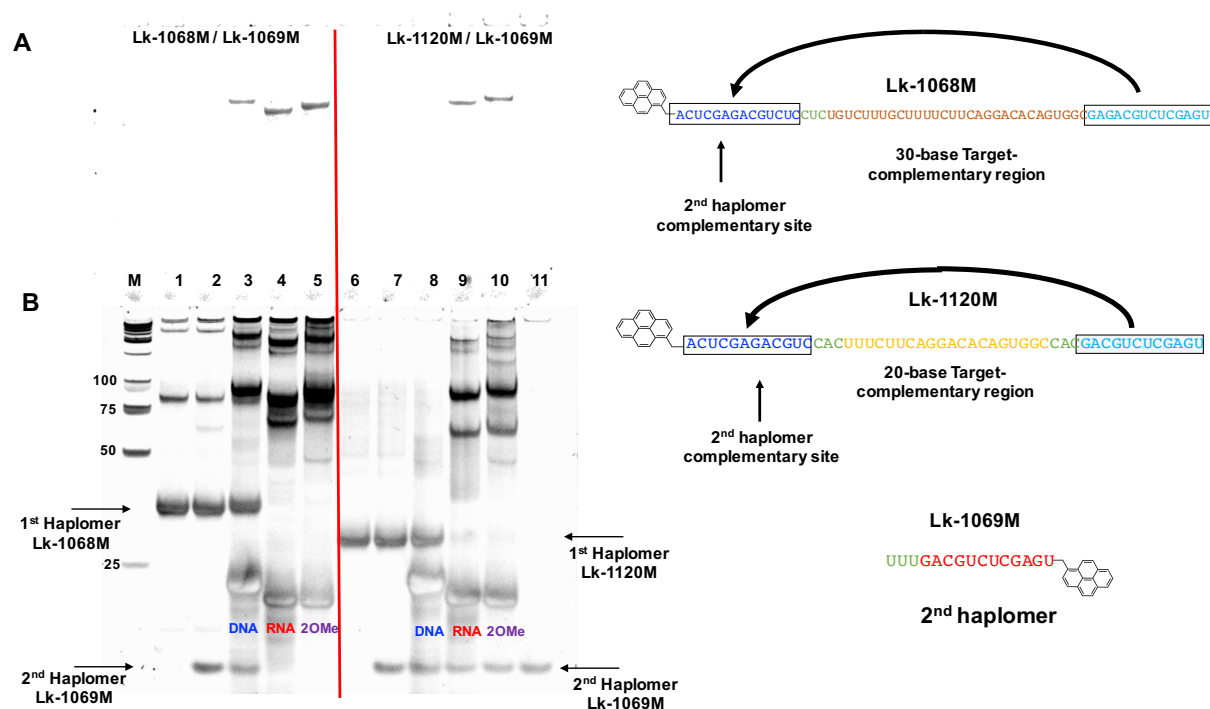 A
Lk-1068M / Lk-1069M
Lk-1120M / Lk-1069M
M 1 2 3 4 5 6 7 8 9 10 11
B
100
75
50
25
1st Haplomer
Lk-1068M
2nd Haplomer
Lk-1069M
DNA RNA 2OMe
DNA RNA 2OMe
1st Haplomer
Lk-1120M
2nd Haplomer
Lk-1069M
Lk-1068M
ACUCGAGACGUCUCCUCUGUCUUUGCUUUUCUUCAGGACACAGUGGCGAGACGUCUCGAGU
30-base Target-
complementary region
2nd haplomer
complementary site
Lk-1120M
ACUCGAGACGUCCACUUUCUUCAGGACACAGUGGCCACGACGUCUCGAGU
20-base Target-
complementary region
2nd haplomer
complementary site
Lk-1069M
UUUGACGUCUCGAGU
2nd haplomer